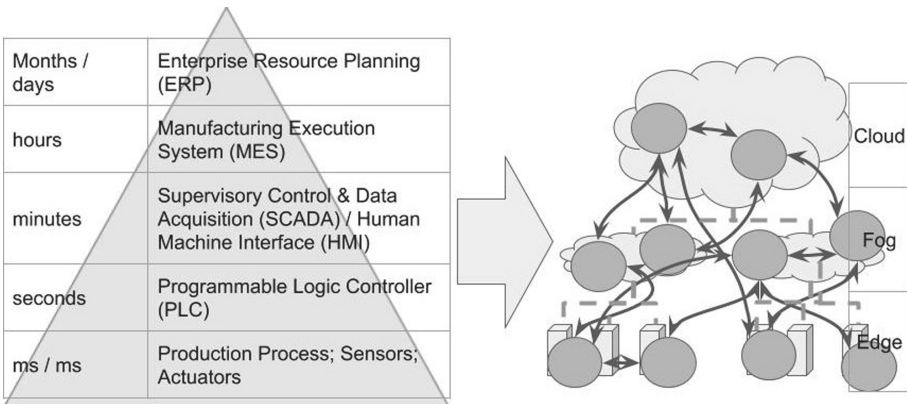 Months /
days
Enterprise Resource Planning
(ERP)
hours
Manufacturing Execution
System (MES)
minutes
Supervisory Control & Data
Acquisition (SCADA) / Human
Machine Interface (HMI)
seconds
Programmable Logic Controller
(PLC)
ms / ms
Production Process; Sensors;
Actuators
Cloud
Fog
Edge